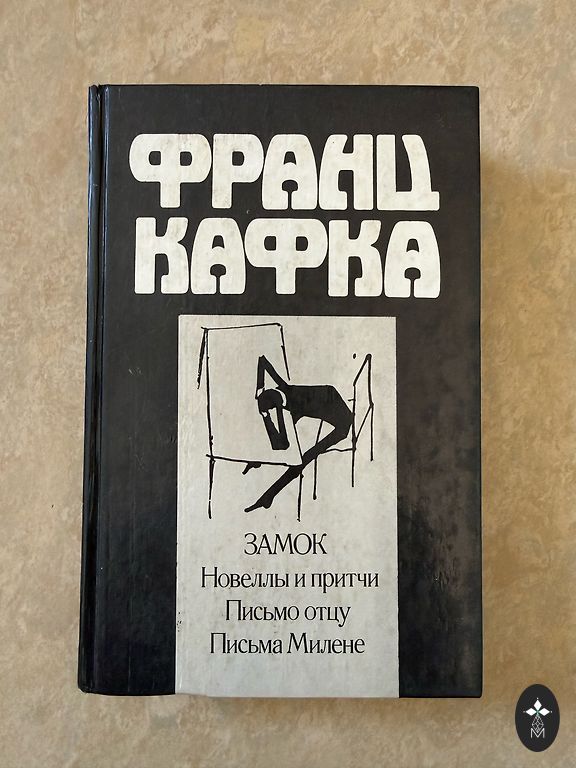 ФРАНЦ
КАФКА
ЗАМОК
Новеллы и притчи
Письмо отцу
Письма Милене
М